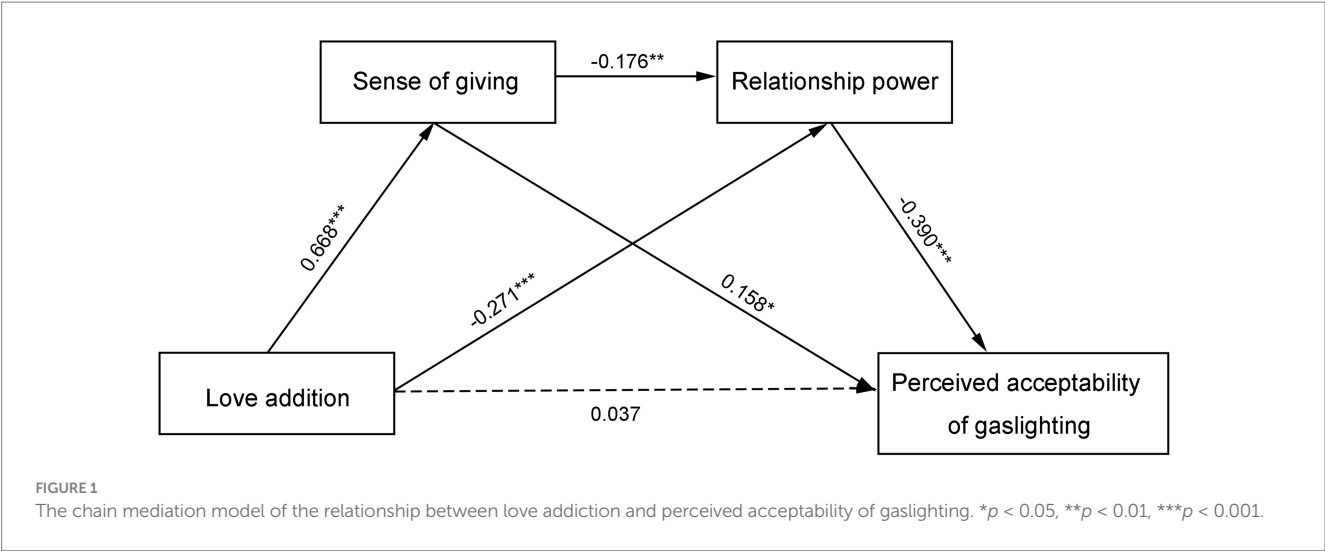 Sense of giving
-0.176**
Relationship power
0.668***
-0.271***
0.158*
-0.390***
Love addition
0.037
Perceived acceptability
of gaslighting
FIGURE 1
The chain mediation model of the relationship between love addiction and perceived acceptability of gaslighting. *p < 0.05, **p < 0.01, ***p < 0.001.